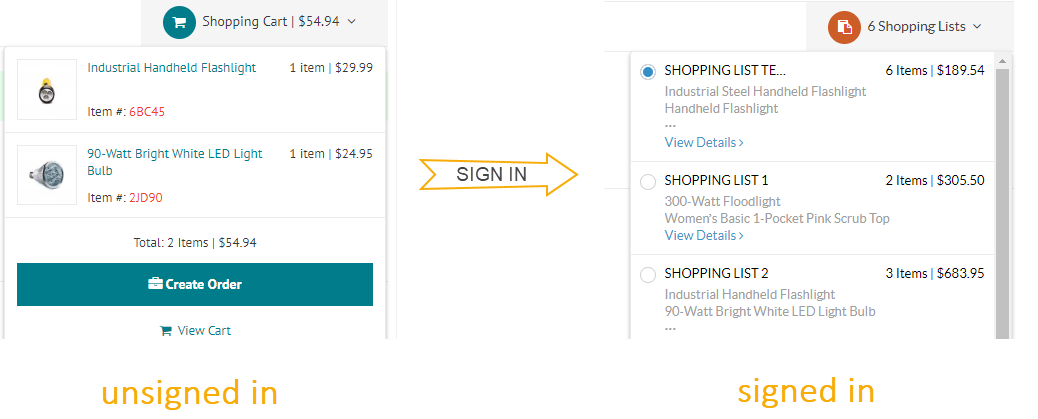 Shopping Cart | $54.94
Industrial Handheld Flashlight 1 item | $29.99
Item #: 6BC45
90-Watt Bright White LED Light 1 item | $24.95
Bulb
Item #: 2JD90
Total: 2 Items | $54.94
Create Order
View Cart
unsigned in
SIGN IN
6 Shopping Lists
SHOPPING LIST TE... 6 Items | $189.54
Industrial Steel Handheld Flashlight
Handheld Flashlight
...
View Details >
SHOPPING LIST 1 2 Items | $305.50
300-Watt Floodlight
Women's Basic 1-Pocket Pink Scrub Top
View Details >
SHOPPING LIST 2 3 Items | $683.95
Industrial Handheld Flashlight
90-Watt Bright White LED Light Bulb
...
signed in